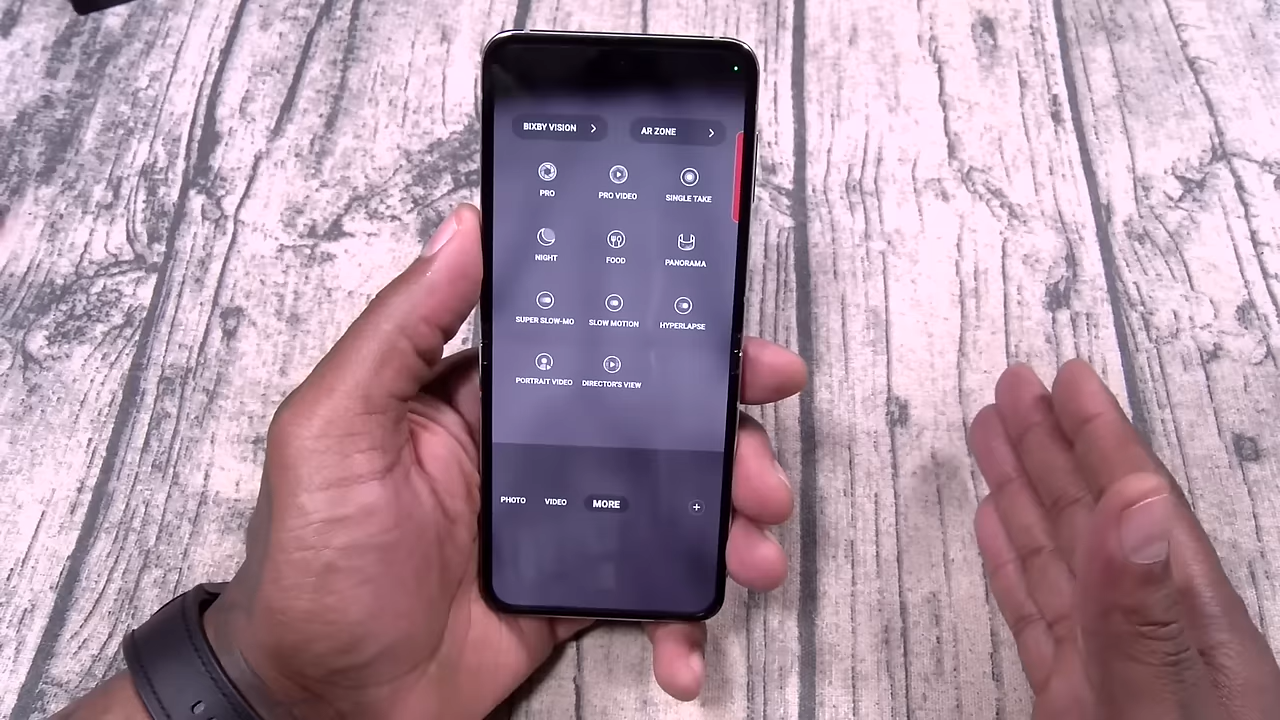 BIXBY VISION
AR ZONE
PRO
PRO VIDEO
SINGLE TAKE
NIGHT
FOOD
PANORAMA
SUPER SLOW-MO
SLOW MOTION
HYPERLAPSE
PORTRAIT VIDEO
DIRECTOR'S VIEW
PHOTO
VIDEO
MORE